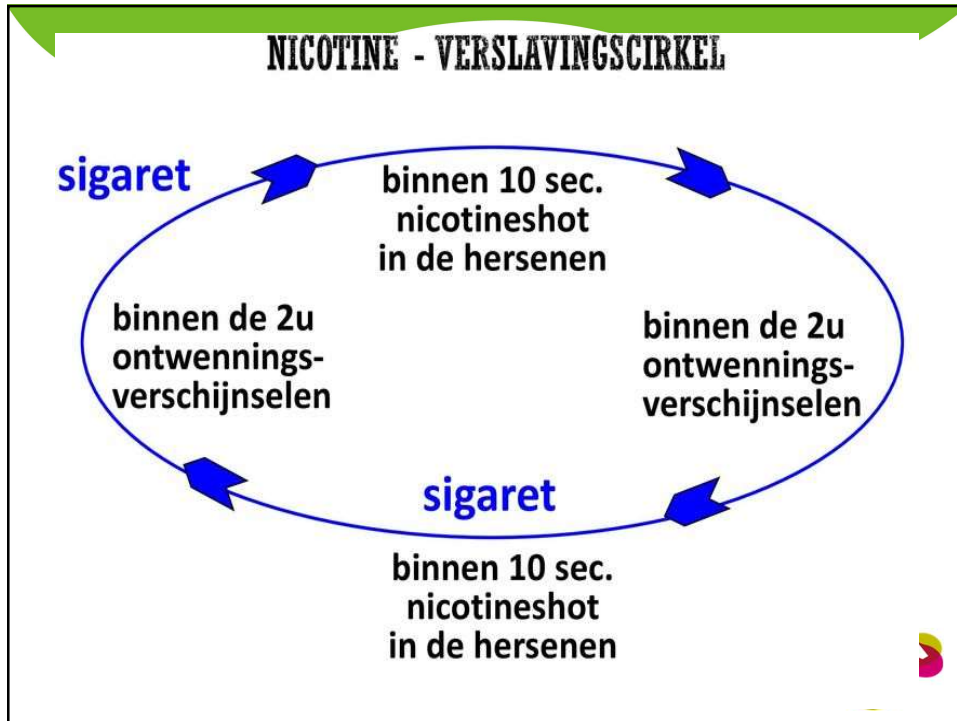 NICOTINE - VERSLAVINGSCIRKEL
sigaret
binnen 10 sec.
nicotineshot
in de hersenen
binnen de 2u
ontwennings-
verschijnselen
sigaret
binnen 10 sec.
nicotineshot
in de hersenen
binnen de 2u
ontwennings-
verschijnselen